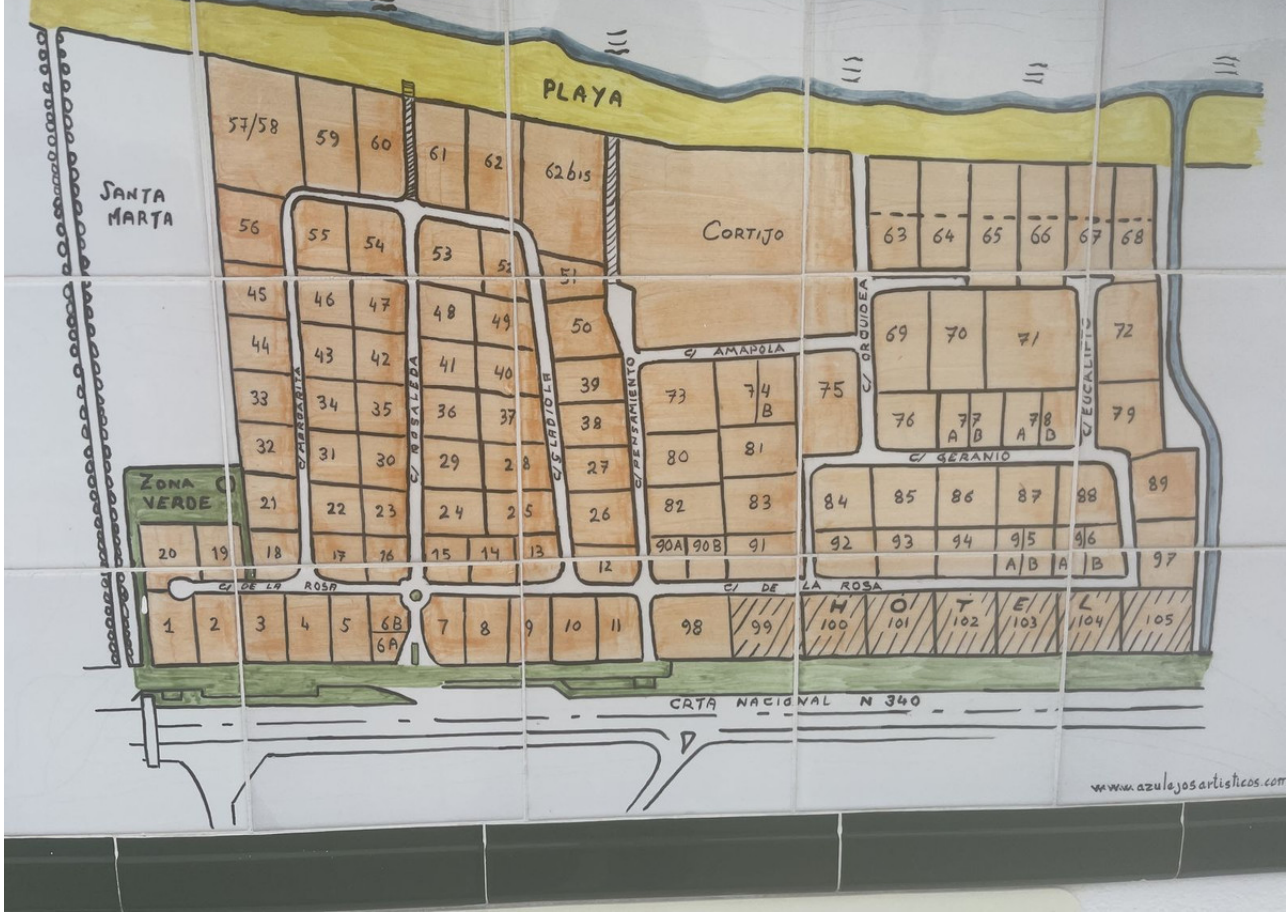 PLAYA
57/58 59 60 61 62 62bis
SANTA
MARTA
CORTIJO
63 64 65 66 67 68
56 55 54 53 52 51
45 46 47 48 49 50
C/ ORQUIDEA
69 70 71 72
C/ EUCALIPTO
44 43 42 41 40 39
C/ AMAPOLA
C/ MARGARITA
C/ ROSALEDA
C/ GLADIOLA
C/ PENSAMIENTO
73 74 B 75
33 34 35 36 37 38
76 77 A B 78 A B 79
32 31 30 29 28 27
80 81
C/ GERANIO
ZONA
VERDE
21 22 23 24 25 26
82 83 84 85 86 87 88 89
20 19 18 17 16 15 14 13 12
90A 90B 91 92 93 94 95 A B 96 A B 97
C/ DE LA ROSA
C/ DE LA ROSA
HOTEL
1 2 3 4 5 6B 6A 7 8 9 10 11 98 99 100 101 102 103 104 105
CRTA NACIONAL N 340
www.azulejosartisticos.com